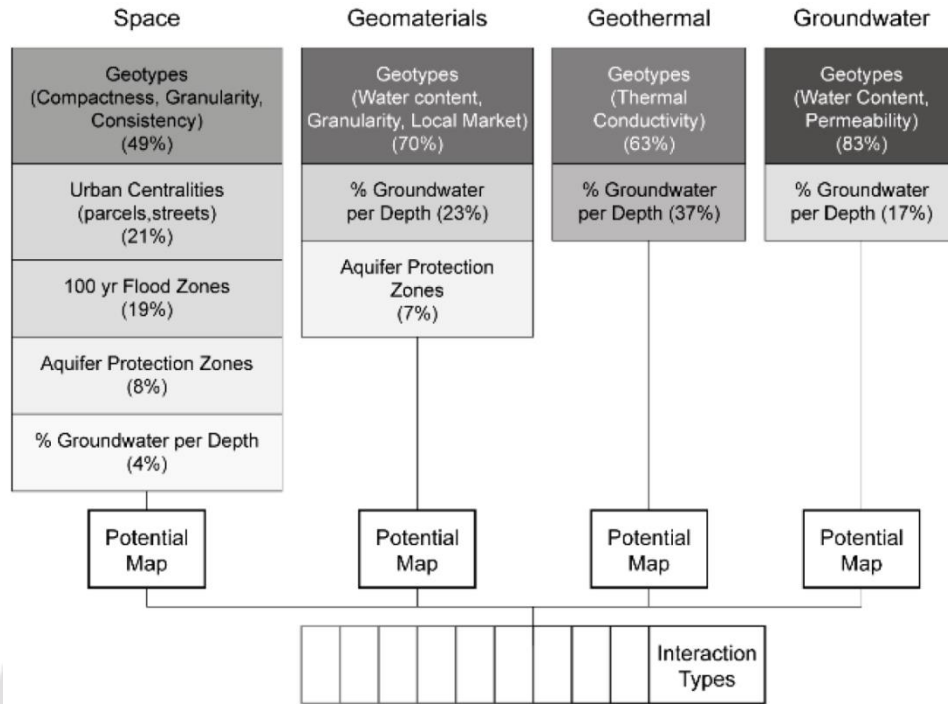 Space
Geotypes
(Compactness, Granularity,
Consistency)
(49%)
Urban Centralities
(parcels,streets)
(21%)
100 yr Flood Zones
(19%)
Aquifer Protection Zones
(8%)
% Groundwater per Depth
(4%)
Potential
Map
Geomaterials
Geotypes
(Water content,
Granularity, Local Market)
(70%)
% Groundwater
per Depth (23%)
Aquifer Protection
Zones
(7%)
Potential
Map
Geothermal
Geotypes
(Thermal
Conductivity)
(63%)
% Groundwater
per Depth (37%)
Potential
Map
Groundwater
Geotypes
(Water Content,
Permeability)
(83%)
% Groundwater
per Depth (17%)
Potential
Map
Interaction
Types